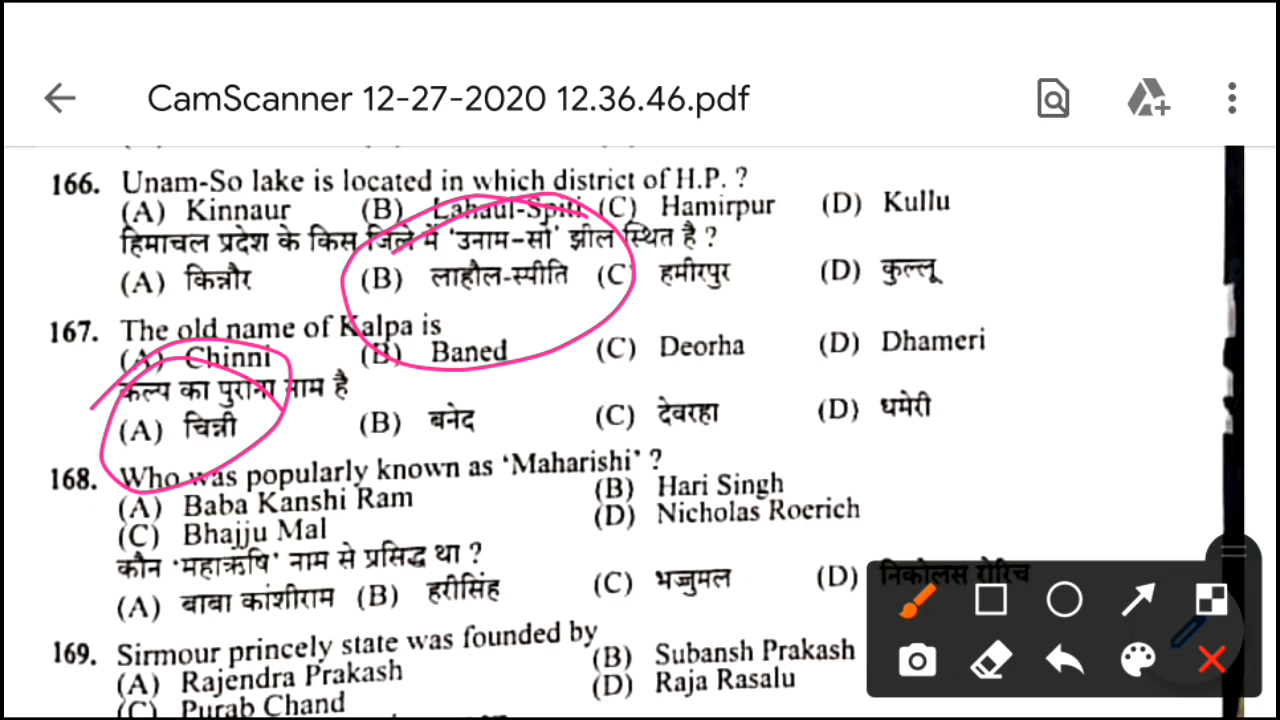 CamScanner 12-27-2020 12.36.46.pdf
166. Unam-So lake is located in which district of H.P. ?
(A) Kinnaur (B) Lahaul-Spiti (C) Hamirpur (D) Kullu
हिमाचल प्रदेश के किस जिले में 'उनाम-सो' झील स्थित है ?
(A) किन्नौर (B) लाहौल-स्पीति (C) हमीरपुर (D) कुल्लू
167. The old name of Kalpa is
(A) Chinni (B) Baned (C) Deorha (D) Dhameri
कल्प का पुराना नाम है
(A) चिन्नी (B) बनेद (C) देवरहा (D) धमेरी
168. Who was popularly known as 'Maharishi' ?
(A) Baba Kanshi Ram (B) Hari Singh
(C) Bhajju Mal (D) Nicholas Roerich
कौन 'महाऋषि' नाम से प्रसिद्ध था ?
(A) बाबा कांशीराम (B) हरीसिंह (C) भज्जुमल (D) निकोलस रोरिच
169. Sirmour princely state was founded by
(A) Rajendra Prakash (B) Subansh Prakash
(C) Purab Chand (D) Raja Rasalu